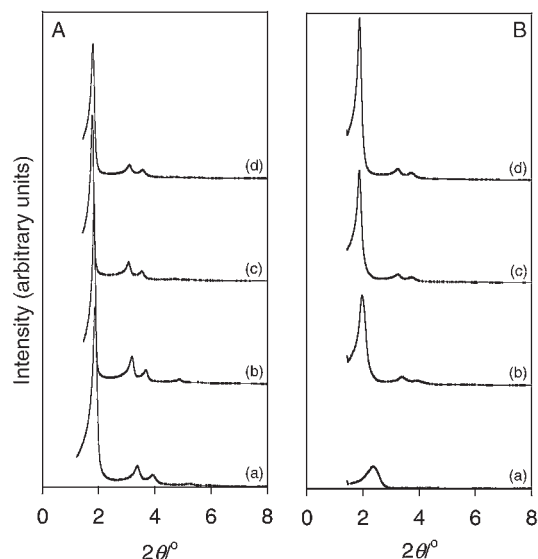 A
B
Intensity (arbitrary units)
(d)
(c)
(b)
(a)
(d)
(c)
(b)
(a)
0 2 4 6 8
0 2 4 6 8
2θ/°
2θ/°